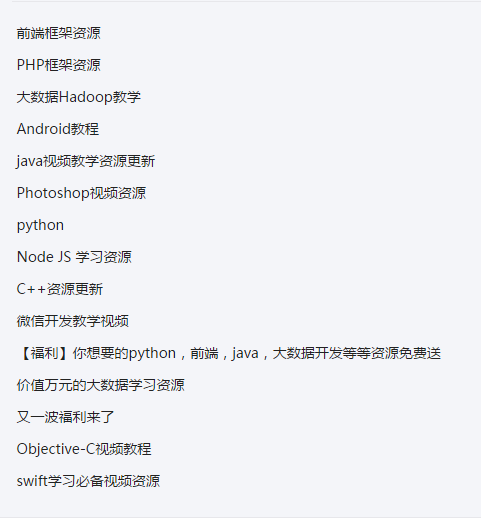 前端框架资源
PHP框架资源
大数据Hadoop教学
Android教程
java视频教学资源更新
Photoshop视频资源
python
Node JS 学习资源
C++资源更新
微信开发教学视频
【福利】你想要的python，前端，java，大数据开发等等资源免费送
价值万元的大数据学习资源
又一波福利来了
Objective-C视频教程
swift学习必备视频资源